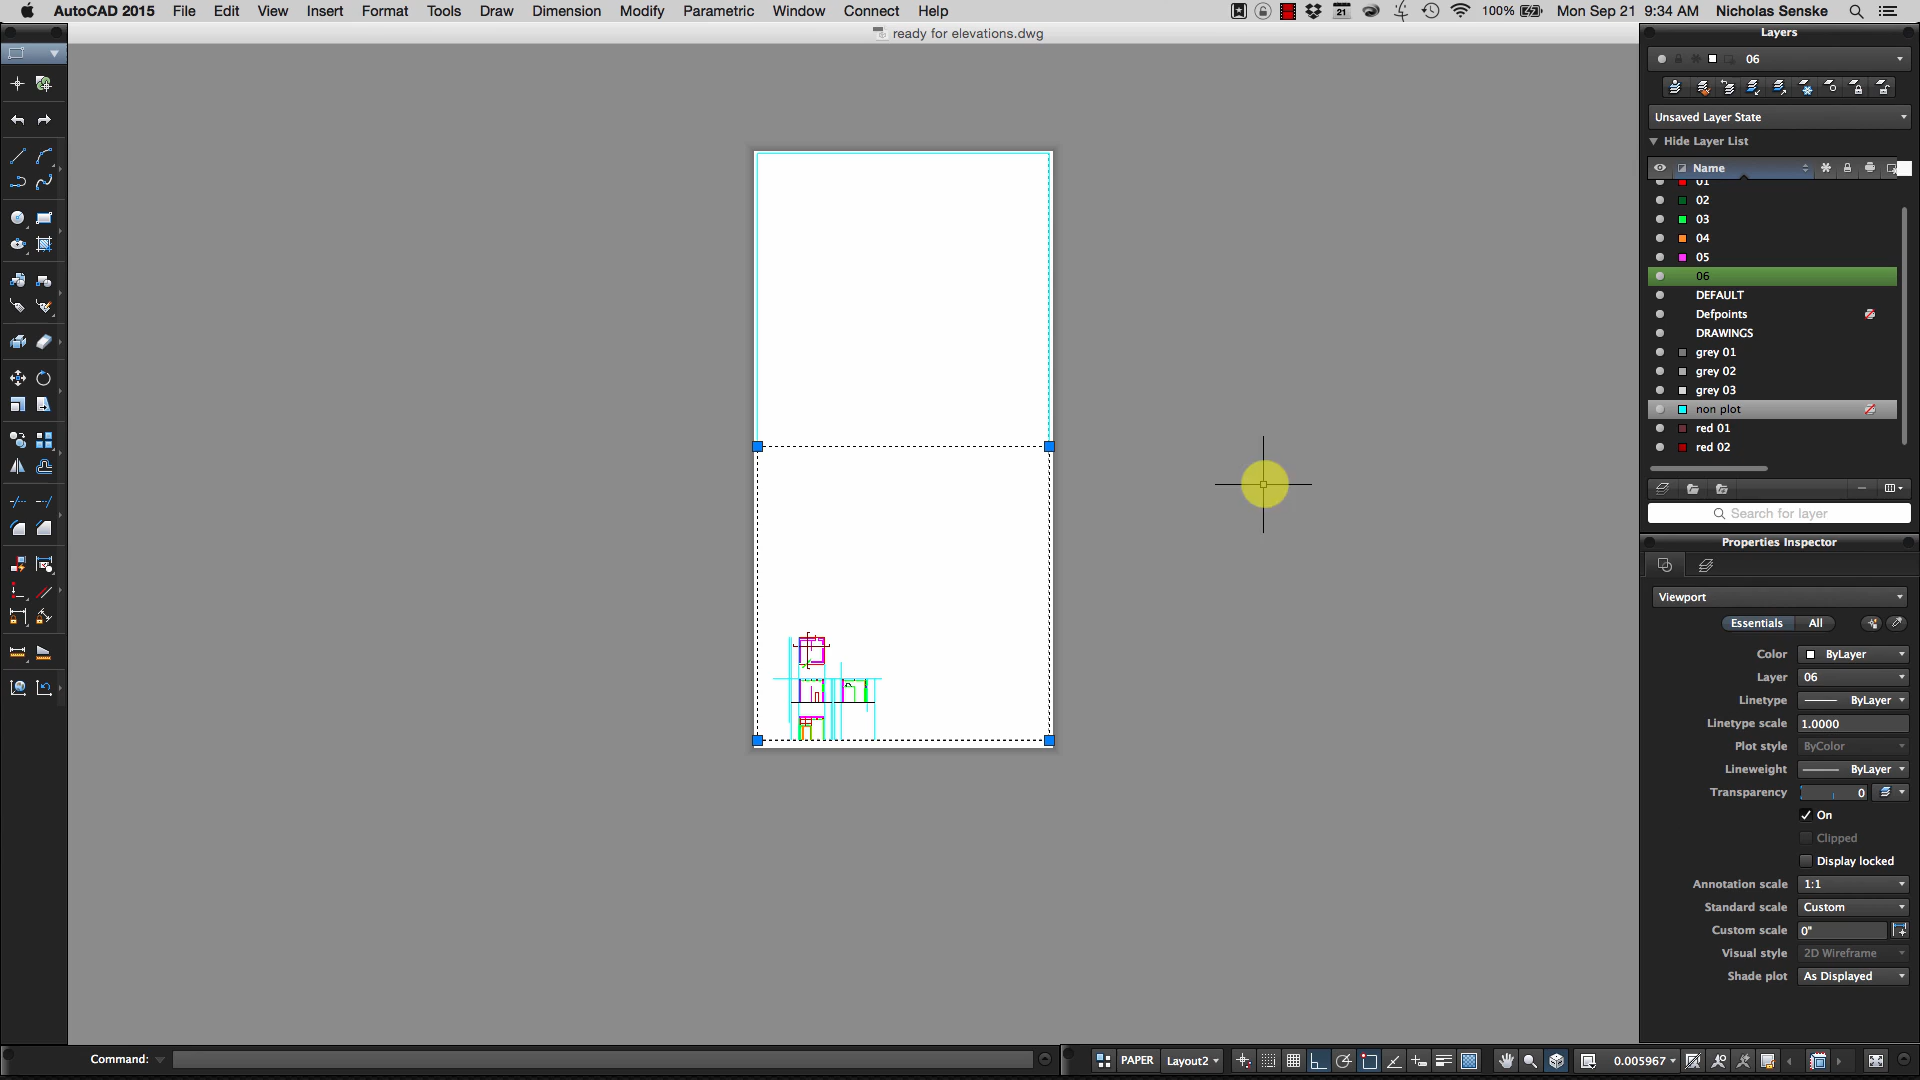 AutoCAD 2015 File Edit View Insert Format Tools Draw Dimension Modify Parametric Window Connect Help 21 100% Mon Sep 21 9:34 AM Nicholas Senske
ready for elevations.dwg
Layers
06
Unsaved Layer State
Hide Layer List
Name
01
02
03
04
05
06
DEFAULT
Defpoints
DRAWINGS
grey 01
grey 02
grey 03
non plot
red 01
red 02
Search for layer
Properties Inspector
Viewport
Essentials All
Color ByLayer
Layer 06
Linetype ByLayer
Linetype scale 1.0000
Plot style ByColor
Lineweight ByLayer
Transparency 0
On
Clipped
Display locked
Annotation scale 1:1
Standard scale Custom
Custom scale 0"
Visual style 2D Wireframe
Shade plot As Displayed
Command: PAPER Layout2 0.005967